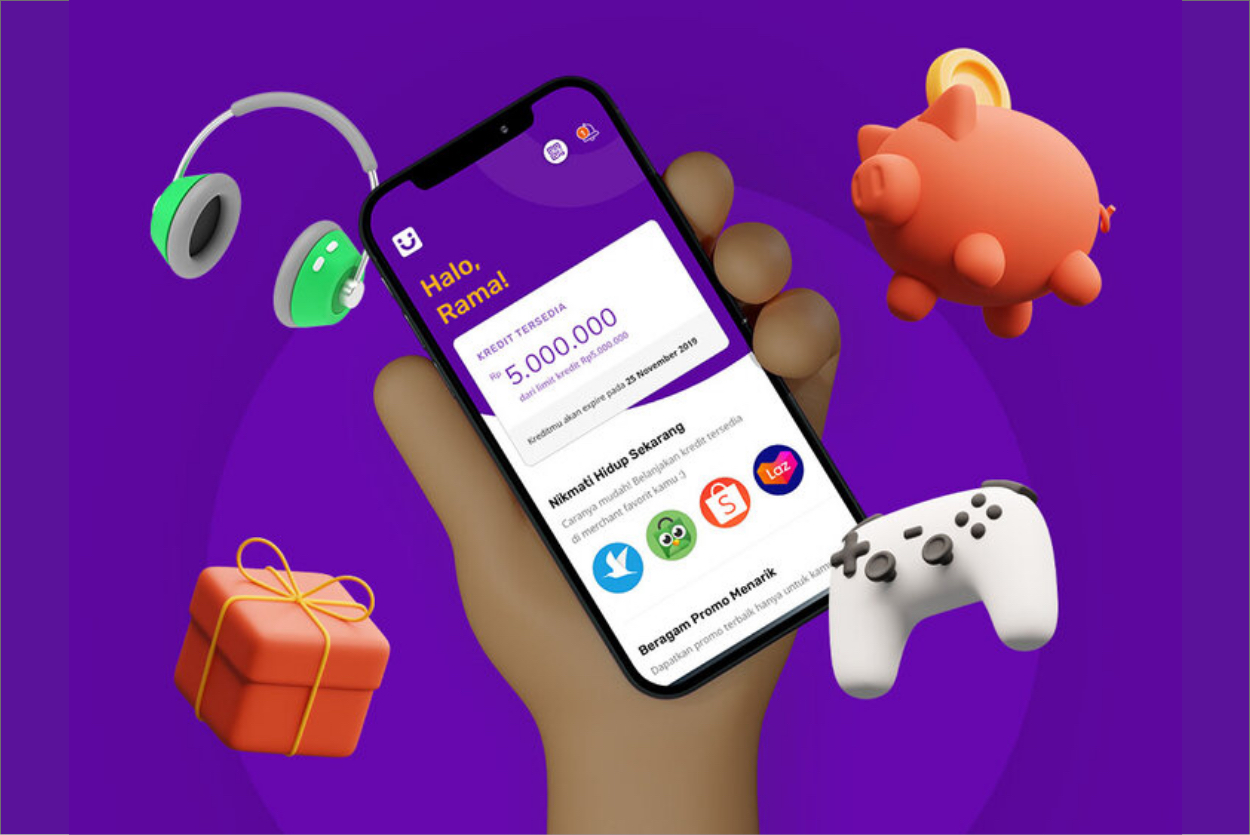 1
Halo,
Rama!
KREDIT TERSEDIA
Rp 5.000.000
dari limit kredit Rp5.000.000
Kreditmu akan expire pada 25 November 2019
Nikmati Hidup Sekarang
Caranya mudah! Belanjakan kredit tersedia
di merchant favorit kamu :)
S
Laz
Beragam Promo Menarik
Dapatkan promo terbaik hanya untuk kamu